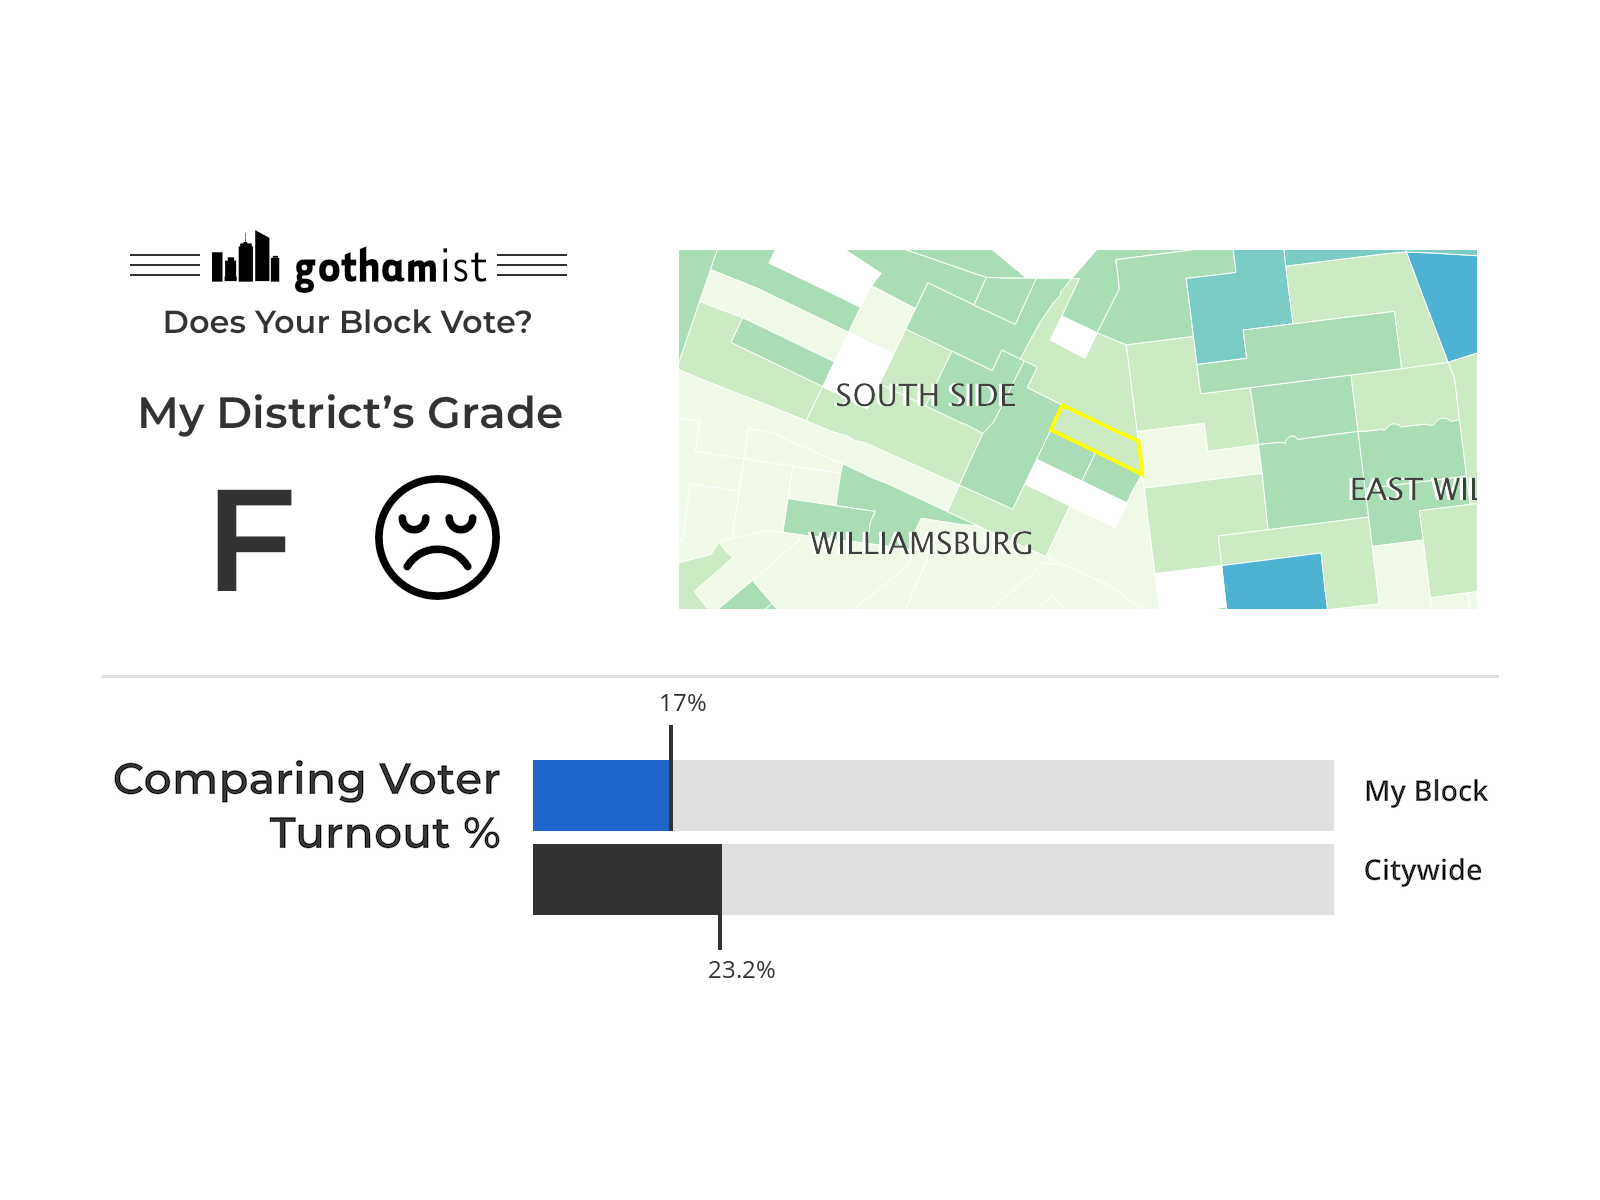 gothamist
Does Your Block Vote?
My District’s Grade
F
SOUTH SIDE
EAST WIL
WILLIAMSBURG
17%
Comparing Voter
Turnout %
My Block
Citywide
23.2%